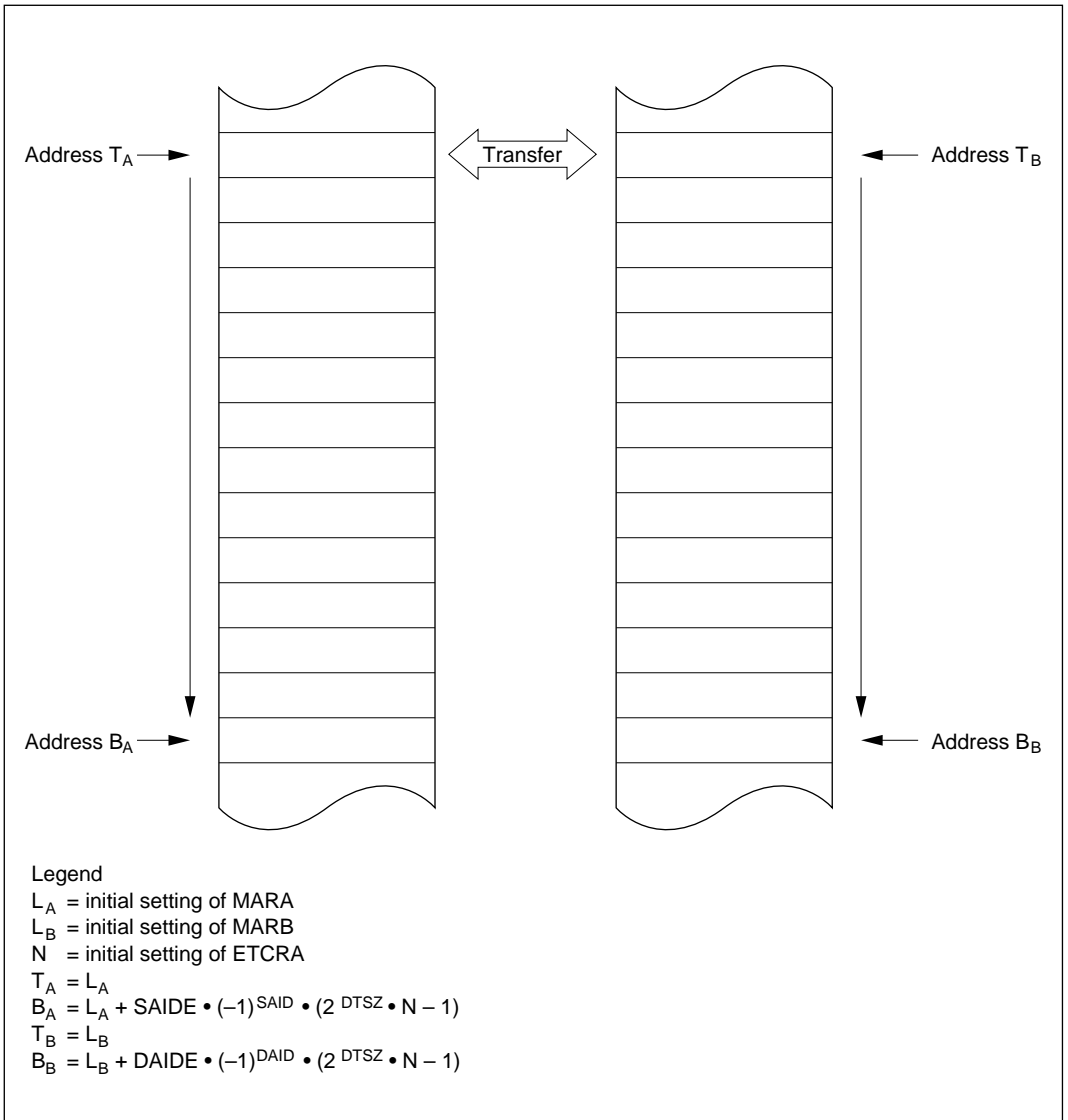 Address T_A
Transfer
Address T_B
Address B_A
Address B_B
Legend
L_A = initial setting of MARA
L_B = initial setting of MARB
N = initial setting of ETCRA
T_A = L_A
B_A = L_A + SAIDE • (–1)^SAID • (2^DTSZ • N – 1)
T_B = L_B
B_B = L_B + DAIDE • (–1)^DAID • (2^DTSZ • N – 1)